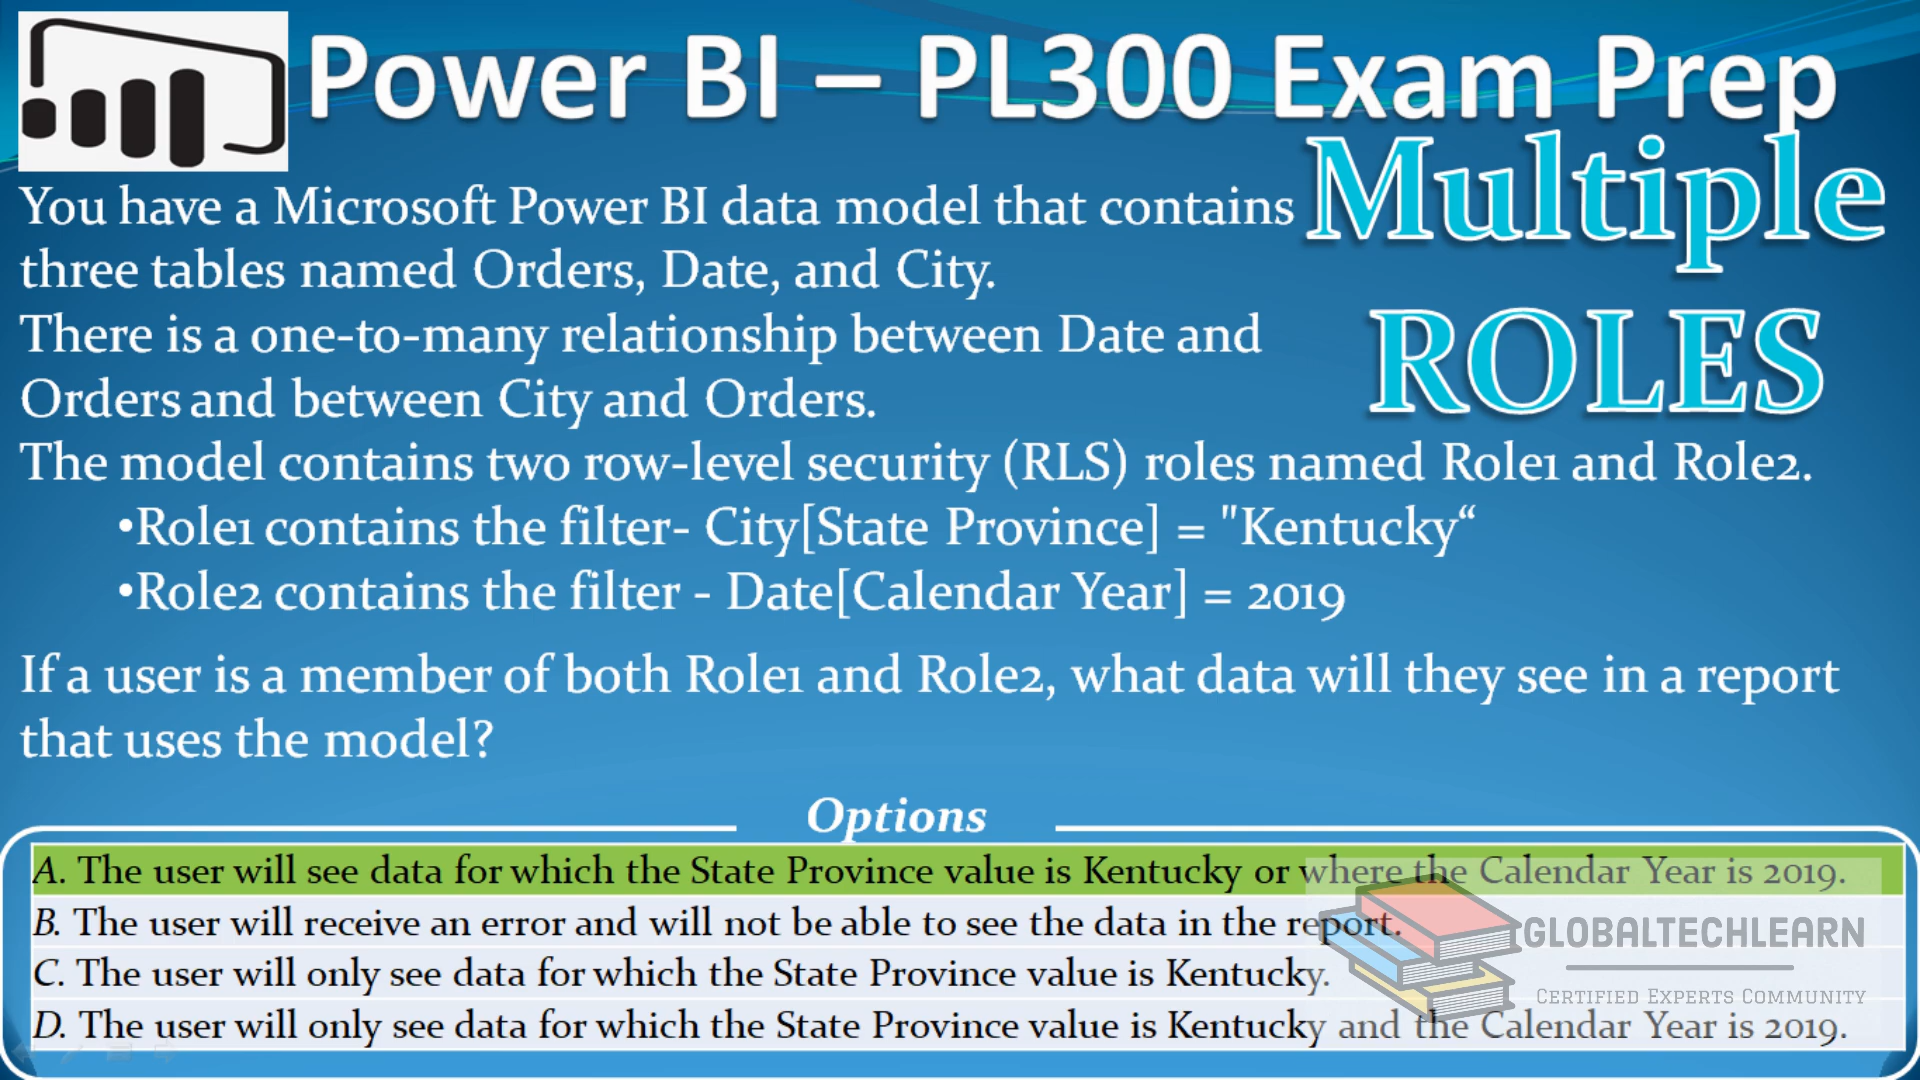 Power BI – PL300 Exam Prep
Multiple
ROLES
You have a Microsoft Power BI data model that contains
three tables named Orders, Date, and City.
There is a one-to-many relationship between Date and
Orders and between City and Orders.
The model contains two row-level security (RLS) roles named Role1 and Role2.
•Role1 contains the filter- City[State Province] = "Kentucky“
•Role2 contains the filter - Date[Calendar Year] = 2019
If a user is a member of both Role1 and Role2, what data will they see in a report
that uses the model?
Options
A. The user will see data for which the State Province value is Kentucky or where the Calendar Year is 2019.
B. The user will receive an error and will not be able to see the data in the report.
C. The user will only see data for which the State Province value is Kentucky.
D. The user will only see data for which the State Province value is Kentucky and the Calendar Year is 2019.
GLOBALTECHLEARN
CERTIFIED EXPERTS COMMUNITY